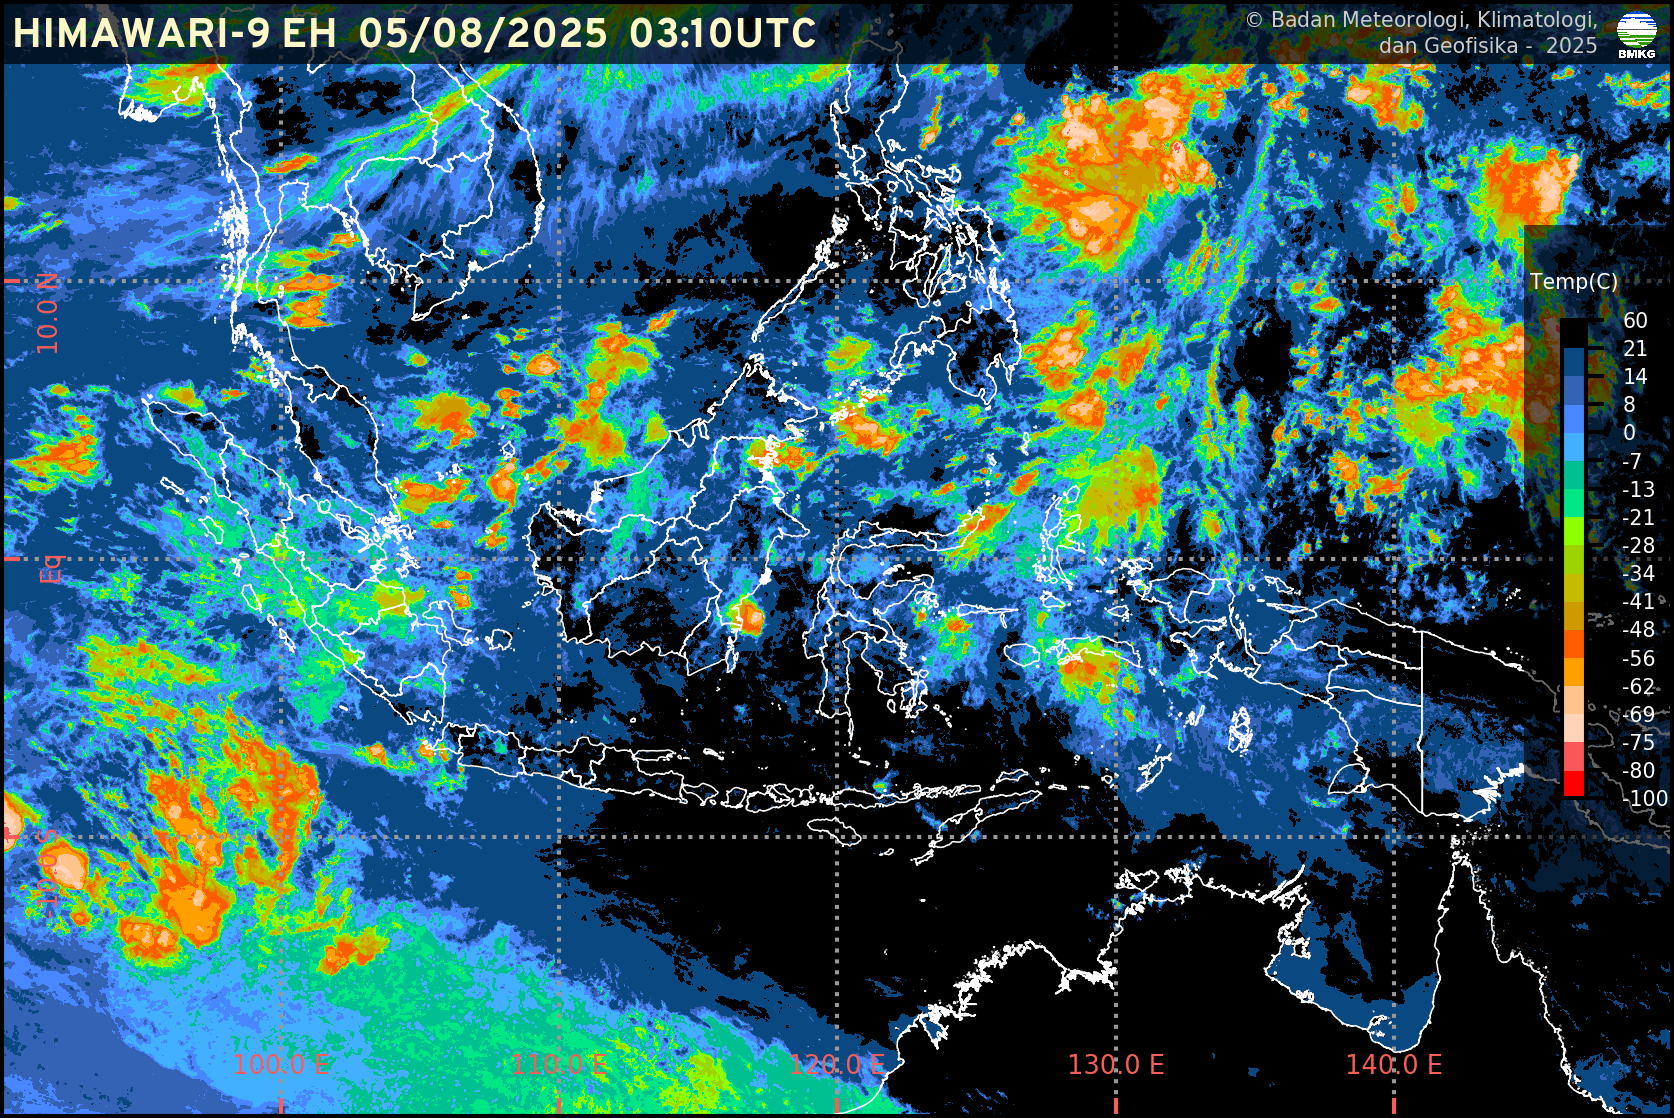 HIMAWARI-9 EH 05/08/2025 03:10UTC
© Badan Meteorologi, Klimatologi,
dan Geofisika - 2025
BMKG
10.0 N
Eq
-10.0 S
Temp(C)
60
21
14
8
0
-7
-13
-21
-28
-34
-41
-48
-56
-62
-69
-75
-80
-100
100.0 E
110.0 E
120.0 E
130.0 E
140.0 E